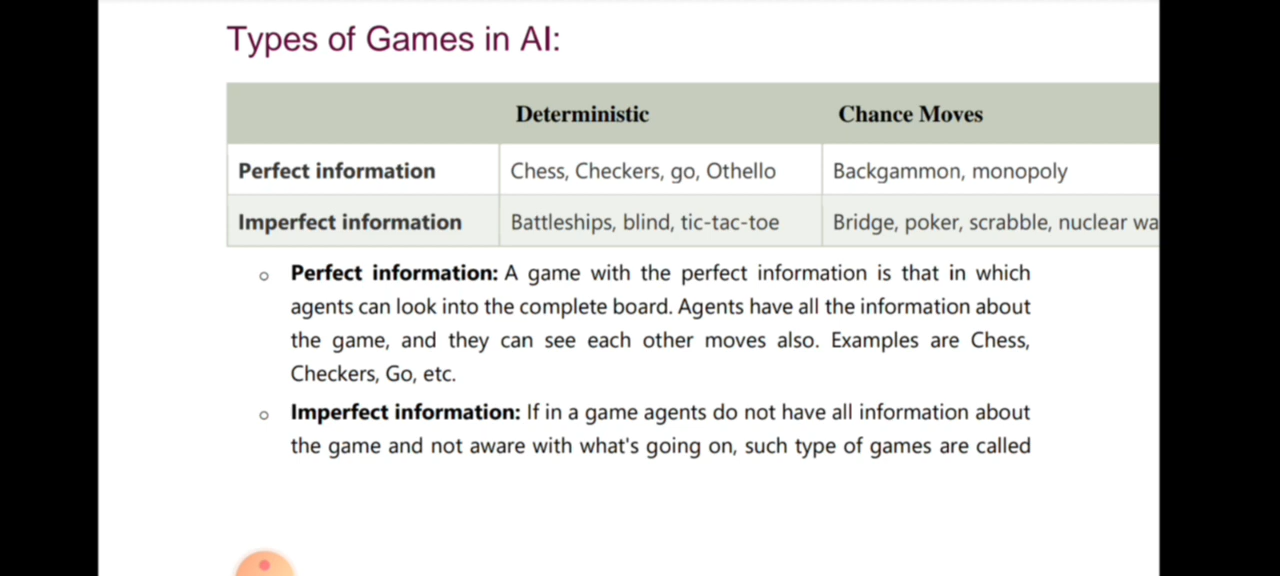 Types of Games in AI:
Deterministic Chance Moves
Perfect information Chess, Checkers, go, Othello Backgammon, monopoly
Imperfect information Battleships, blind, tic-tac-toe Bridge, poker, scrabble, nuclear wa
o Perfect information: A game with the perfect information is that in which
agents can look into the complete board. Agents have all the information about
the game, and they can see each other moves also. Examples are Chess,
Checkers, Go, etc.
o Imperfect information: If in a game agents do not have all information about
the game and not aware with what's going on, such type of games are called